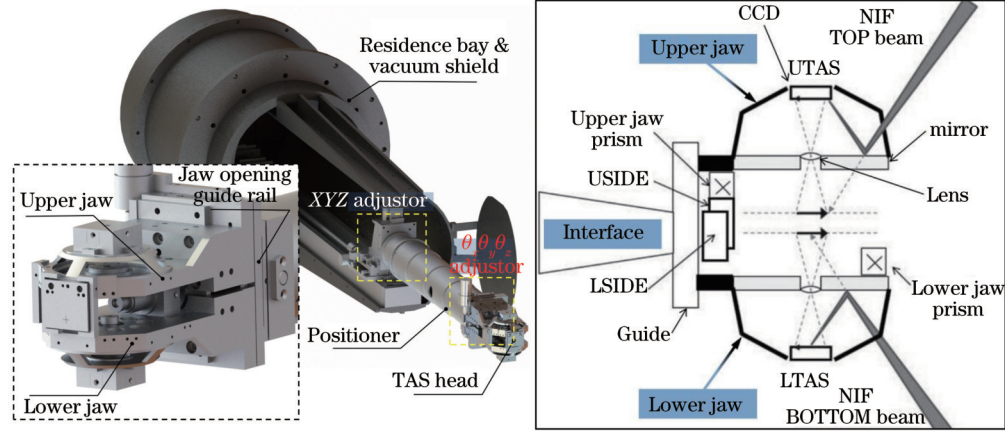 Residence bay &
vacuum shield
Jaw opening
guide rail
Upper jaw
XYZ adjustor
θxθyθz
adjustor
Positioner
TAS head
Lower jaw
CCD
NIF
TOP beam
Upper jaw
UTAS
Upper jaw
prism
mirror
USIDE
Lens
Interface
LSIDE
Lower jaw
prism
Guide
LTAS
Lower jaw
NIF
BOTTOM beam